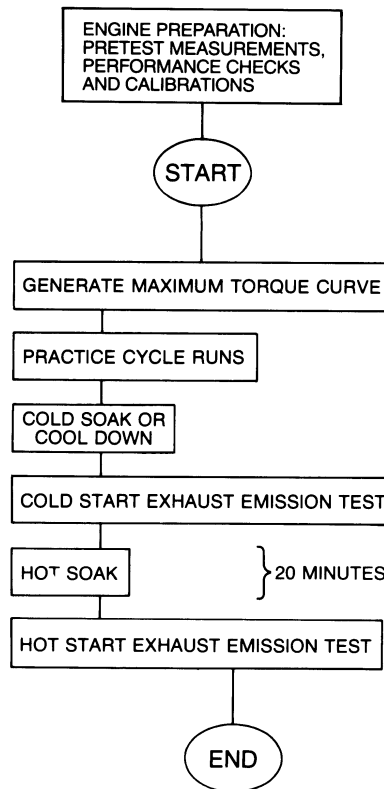 ENGINE PREPARATION:
PRETEST MEASUREMENTS,
PERFORMANCE CHECKS
AND CALIBRATIONS
START
GENERATE MAXIMUM TORQUE CURVE
PRACTICE CYCLE RUNS
COLD SOAK OR
COOL DOWN
COLD START EXHAUST EMISSION TEST
HOT SOAK
20 MINUTES
HOT START EXHAUST EMISSION TEST
END